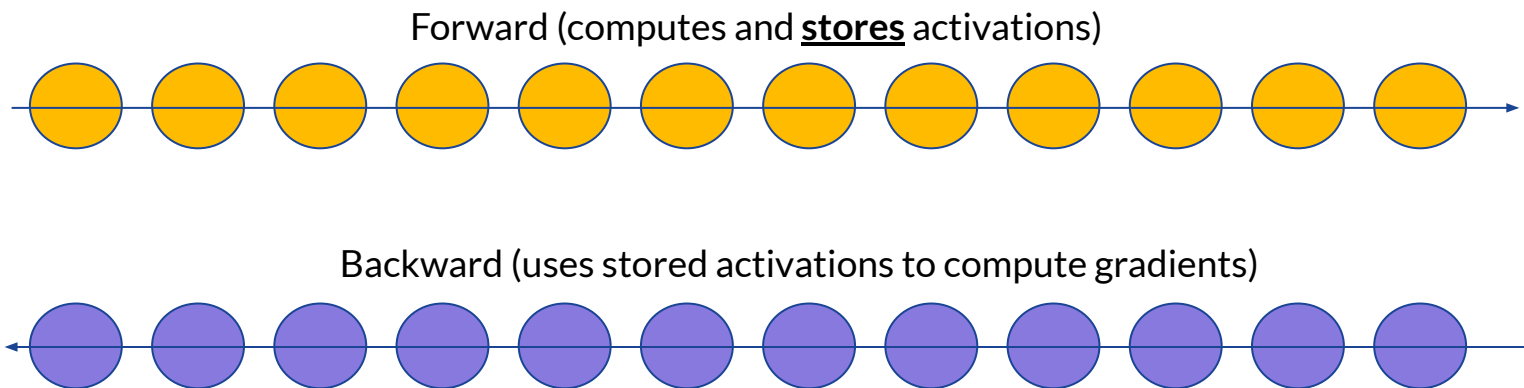 Forward (computes and stores activations)
Backward (uses stored activations to compute gradients)